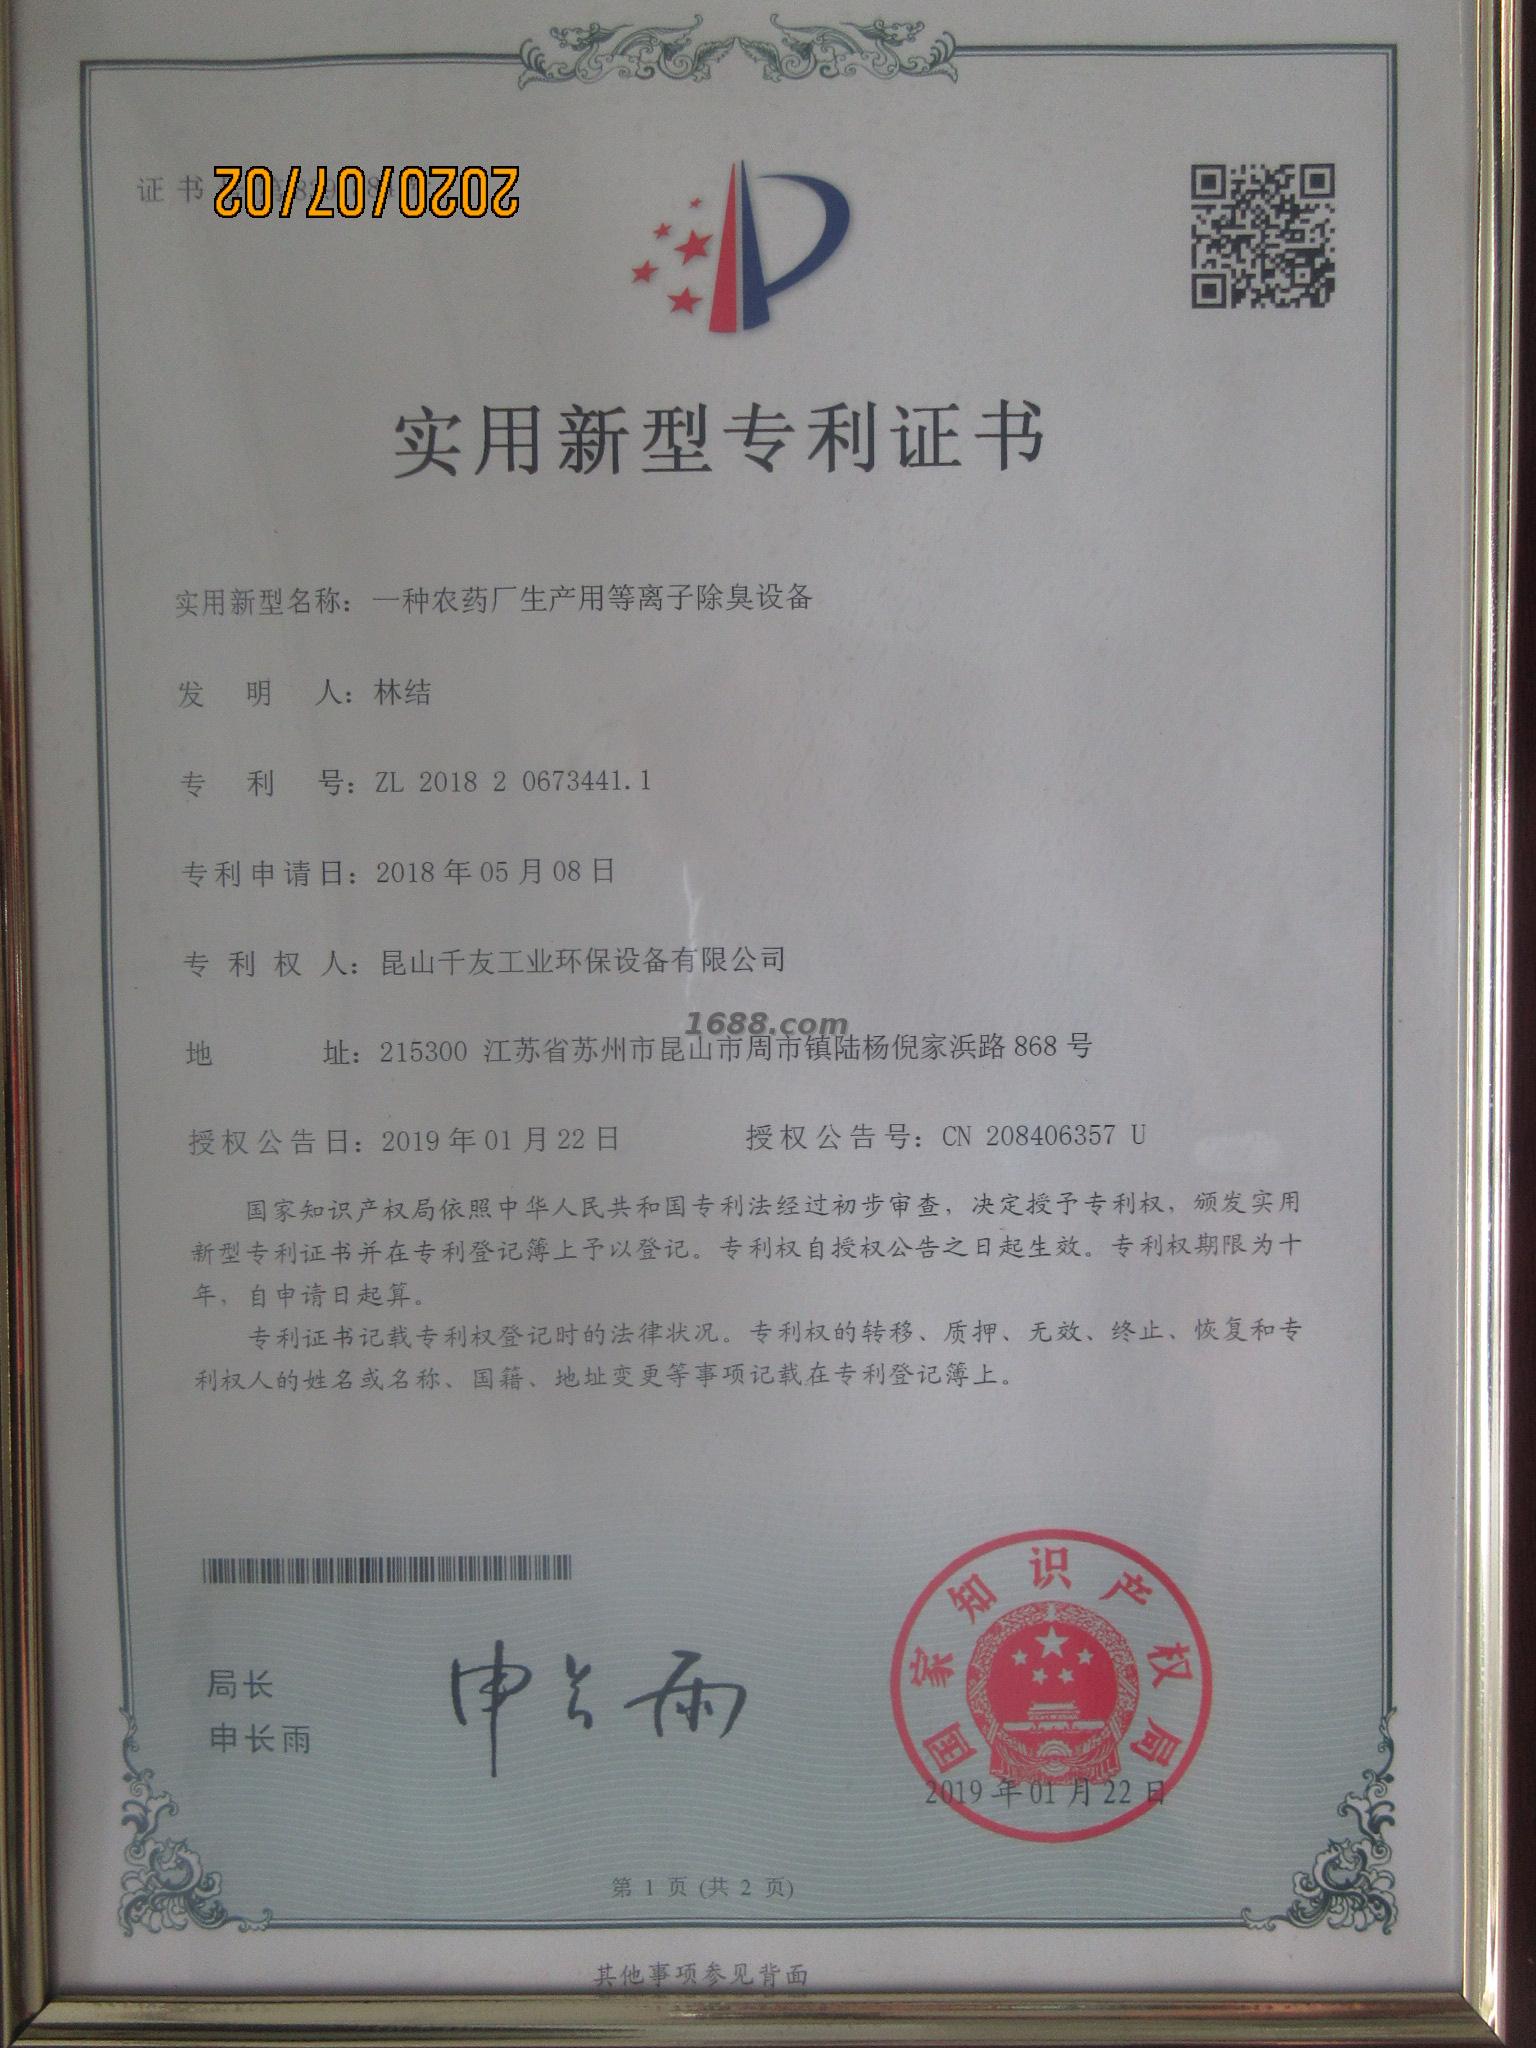 证书
2020/07/02
实用新型专利证书
实用新型名称：一种农药厂生产用等离子除臭设备
发明人：林结
专利号：ZL 2018 2 0673441.1
专利申请日：2018年05月08日
专利权人：昆山千友工业环保设备有限公司
1688.com
地址：215300 江苏省苏州市昆山市周市镇陆杨倪家浜路868号
授权公告日：2019年01月22日 授权公告号：CN 208406357 U
国家知识产权局依照中华人民共和国专利法经过初步审查，决定授予专利权，颁发实用
新型专利证书并在专利登记簿上予以登记。专利权自授权公告之日起生效。专利权期限为十
年，自申请日起算。
专利证书记载专利权登记时的法律状况。专利权的转移、质押、无效、终止、恢复和专
利权人的姓名或名称、国籍、地址变更等事项记载在专利登记簿上。
局长
申长雨
申长雨
国家知识产权局
2019年01月22日
第 1 页 (共 2 页)
其他事项参见背面